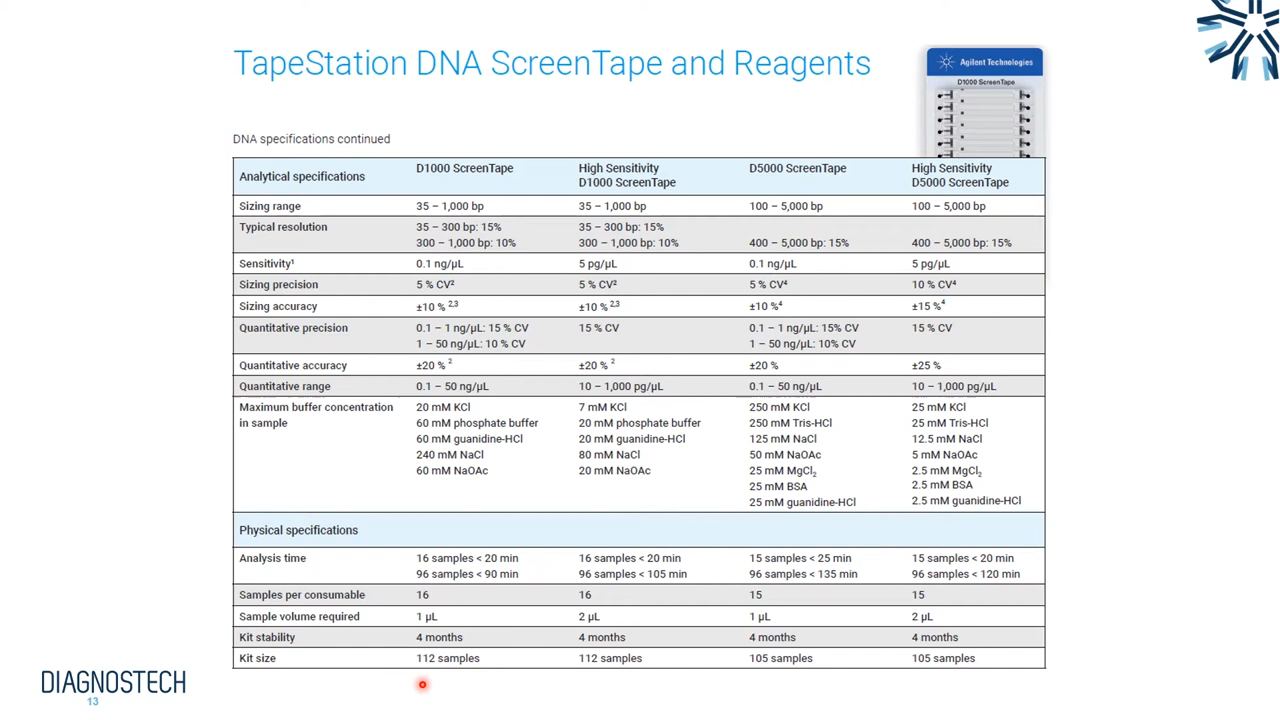 TapeStation DNA ScreenTape and Reagents
Agilent Technologies
D1000 ScreenTape
DNA specifications continued
Analytical specifications D1000 ScreenTape High Sensitivity D1000 ScreenTape D5000 ScreenTape High Sensitivity D5000 ScreenTape
Sizing range 35 – 1,000 bp 35 – 1,000 bp 100 – 5,000 bp 100 – 5,000 bp
Typical resolution 35 – 300 bp: 15% 35 – 300 bp: 15%
300 – 1,000 bp: 10% 300 – 1,000 bp: 10% 400 – 5,000 bp: 15% 400 – 5,000 bp: 15%
Sensitivity¹ 0.1 ng/µL 5 pg/µL 0.1 ng/µL 5 pg/µL
Sizing precision 5 % CV² 5 % CV² 5 % CV⁴ 10 % CV⁴
Sizing accuracy ±10 % ²,³ ±10 % ²,³ ±10 %⁴ ±15 %⁴
Quantitative precision 0.1 – 1 ng/µL: 15 % CV 15 % CV 0.1 – 1 ng/µL: 15% CV 15 % CV
1 – 50 ng/µL: 10 % CV 1 – 50 ng/µL: 10% CV
Quantitative accuracy ±20 % ² ±20 % ² ±20 % ±25 %
Quantitative range 0.1 – 50 ng/µL 10 – 1,000 pg/µL 0.1 – 50 ng/µL 10 – 1,000 pg/µL
Maximum buffer concentration 20 mM KCl 7 mM KCl 250 mM KCl 25 mM KCl
in sample 60 mM phosphate buffer 20 mM phosphate buffer 250 mM Tris-HCl 25 mM Tris-HCl
60 mM guanidine-HCl 20 mM guanidine-HCl 125 mM NaCl 12.5 mM NaCl
240 mM NaCl 80 mM NaCl 50 mM NaOAc 5 mM NaOAc
60 mM NaOAc 20 mM NaOAc 25 mM MgCl₂ 2.5 mM MgCl₂
25 mM BSA 2.5 mM BSA
25 mM guanidine-HCl 2.5 mM guanidine-HCl
Physical specifications
Analysis time 16 samples < 20 min 16 samples < 20 min 15 samples < 25 min 15 samples < 20 min
96 samples < 90 min 96 samples < 105 min 96 samples < 135 min 96 samples < 120 min
Samples per consumable 16 16 15 15
Sample volume required 1 µL 2 µL 1 µL 2 µL
Kit stability 4 months 4 months 4 months 4 months
Kit size 112 samples 112 samples 105 samples 105 samples
DIAGNOSTECH
13